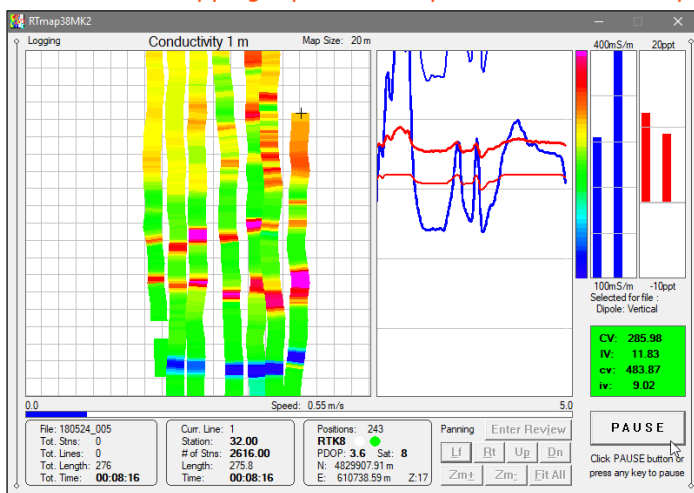 RTmap38MK2
Logging
Conductivity 1 m
Map Size: 20 m
400mS/m 20ppt
100mS/m -10ppt
Selected for file :
Dipole: Vertical
CV: 285.98
IV: 11.83
cv: 483.87
iv: 9.02
0.0
Speed: 0.55 m/s
5.0
File: 180524_005
Tot. Stns: 0
Tot. Lines: 0
Tot. Length: 276
Tot. Time: 00:08:16
Curr. Line: 1
Station: 32.00
# of Stns: 2616.00
Length: 275.8
Time: 00:08:16
Positions: 243
RTK8
PDOP: 3.6 Sat: 8
N: 4829907.91 m
E: 610738.59m Z:17
Panning
Enter Review
Lf Rt Up Dn
Zm+ Zm- Fit All
PAUSE
Click PAUSE button or
press any key to pause